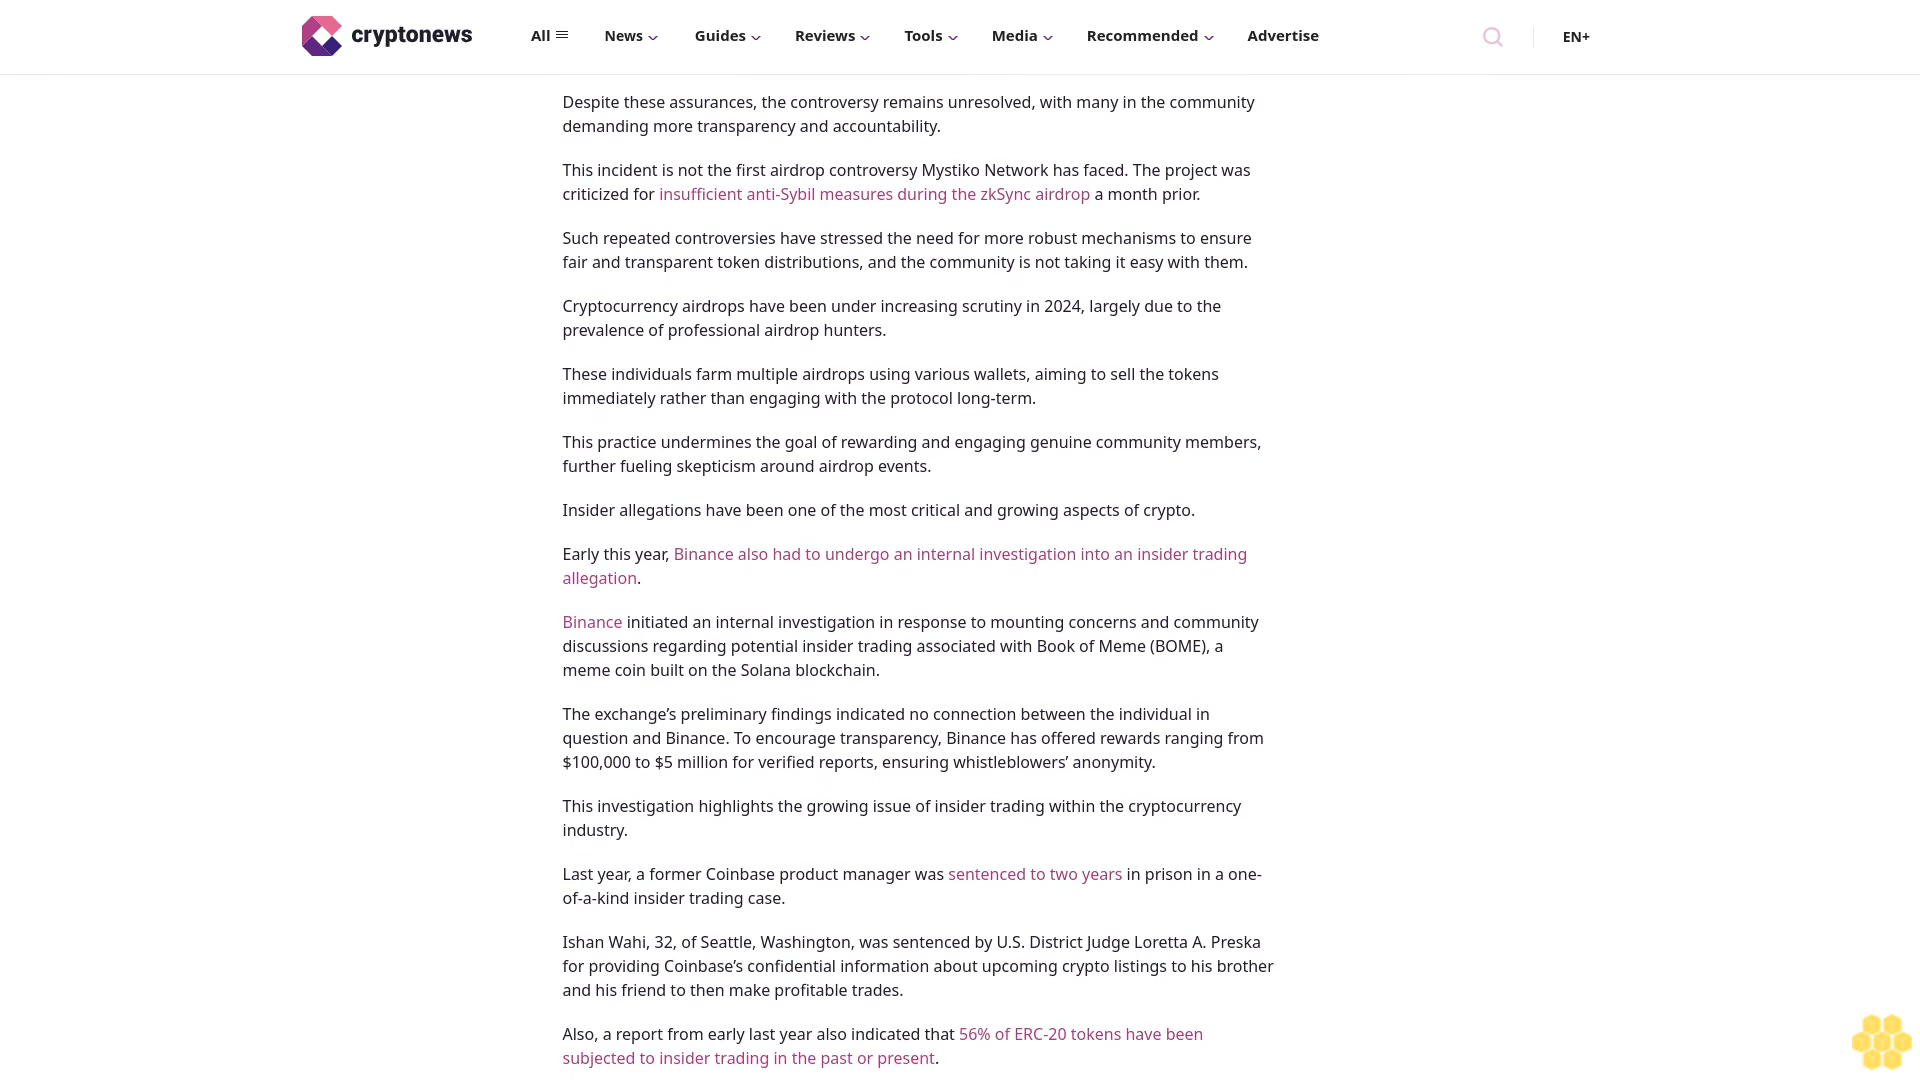 cryptonews
All
News
Guides
Reviews
Tools
Media
Recommended
Advertise
EN+
Despite these assurances, the controversy remains unresolved, with many in the community
demanding more transparency and accountability.
This incident is not the first airdrop controversy Mystiko Network has faced. The project was
criticized for insufficient anti-Sybil measures during the zkSync airdrop a month prior.
Such repeated controversies have stressed the need for more robust mechanisms to ensure
fair and transparent token distributions, and the community is not taking it easy with them.
Cryptocurrency airdrops have been under increasing scrutiny in 2024, largely due to the
prevalence of professional airdrop hunters.
These individuals farm multiple airdrops using various wallets, aiming to sell the tokens
immediately rather than engaging with the protocol long-term.
This practice undermines the goal of rewarding and engaging genuine community members,
further fueling skepticism around airdrop events.
Insider allegations have been one of the most critical and growing aspects of crypto.
Early this year, Binance also had to undergo an internal investigation into an insider trading
allegation.
Binance initiated an internal investigation in response to mounting concerns and community
discussions regarding potential insider trading associated with Book of Meme (BOME), a
meme coin built on the Solana blockchain.
The exchange’s preliminary findings indicated no connection between the individual in
question and Binance. To encourage transparency, Binance has offered rewards ranging from
$100,000 to $5 million for verified reports, ensuring whistleblowers’ anonymity.
This investigation highlights the growing issue of insider trading within the cryptocurrency
industry.
Last year, a former Coinbase product manager was sentenced to two years in prison in a one-
of-a-kind insider trading case.
Ishan Wahi, 32, of Seattle, Washington, was sentenced by U.S. District Judge Loretta A. Preska
for providing Coinbase’s confidential information about upcoming crypto listings to his brother
and his friend to then make profitable trades.
Also, a report from early last year also indicated that 56% of ERC-20 tokens have been
subjected to insider trading in the past or present.